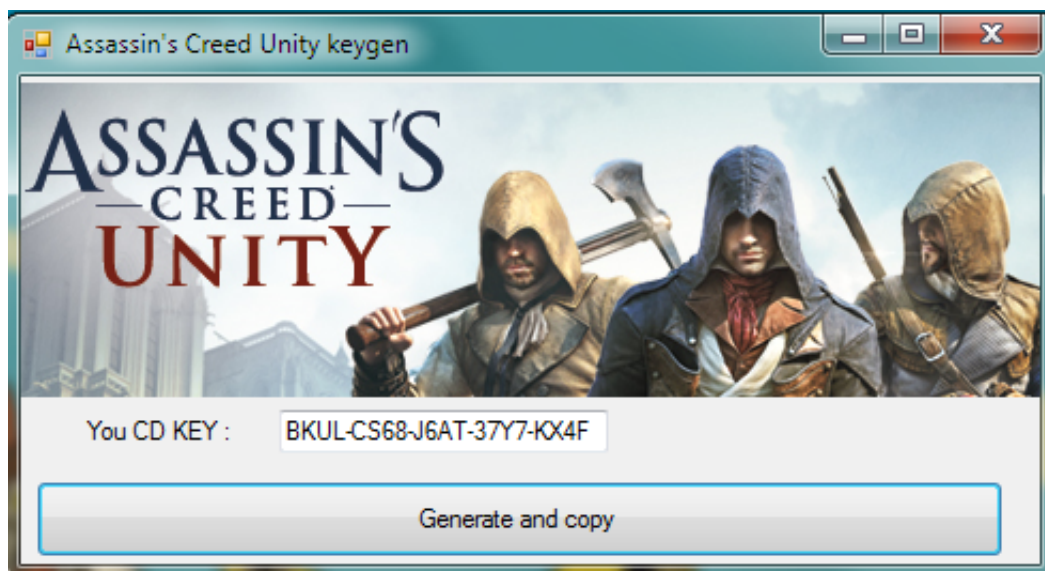 Assassin's Creed Unity keygen
ASSASSIN'S
CREED
UNITY
You CD KEY :
BKUL-CS68-J6AT-37Y7-KX4F
Generate and copy